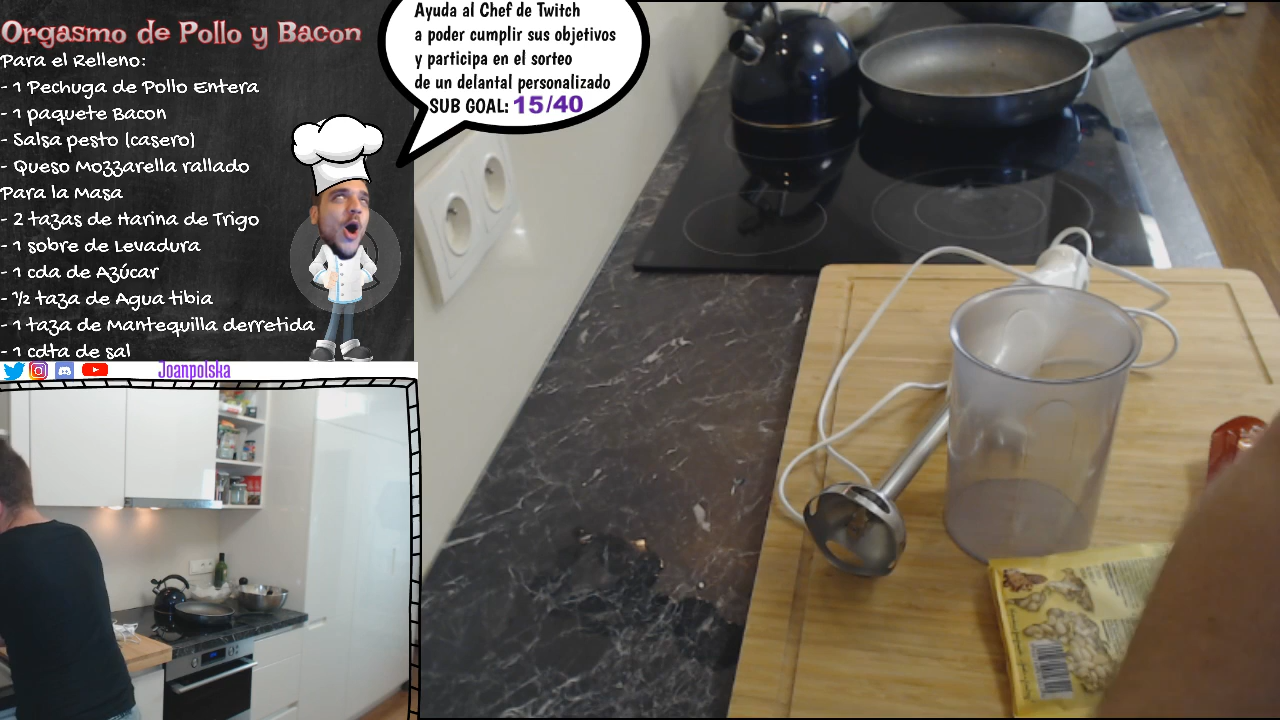 Orgasmo de Pollo y Bacon
Para el Relleno:
- 1 Pechuga de Pollo Entera
- 1 paquete Bacon
- Salsa pesto (casero)
- Queso Mozzarella rallado
Para la Masa
- 2 tazas de Harina de Trigo
- 1 sobre de Levadura
- 1 cda de Azúcar
- ½ taza de Agua tibia
- 1 taza de Mantequilla derretida
- 1 cdta de sal
Joanpolska
Ayuda al Chef de Twitch
a poder cumplir sus objetivos
y participa en el sorteo
de un delantal personalizado
SUB GOAL: 15/40